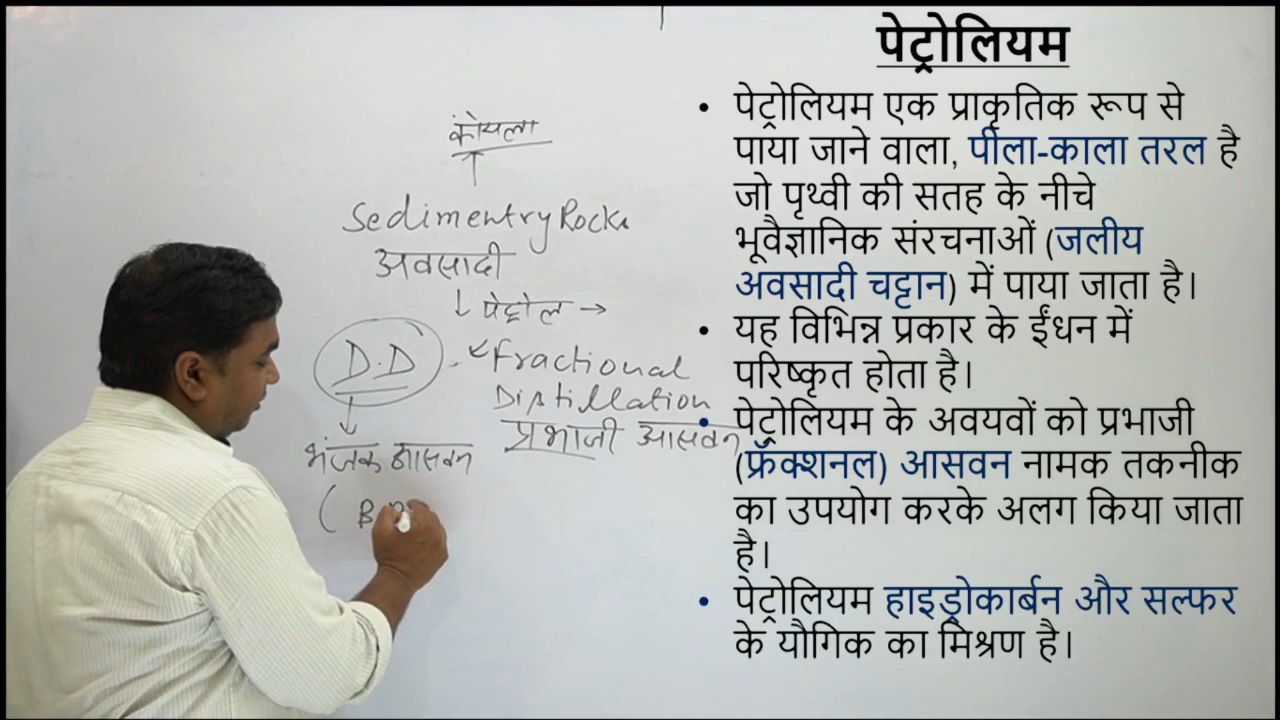 कोयला
Sedimentry Rocks
अवसादी
↓ पेट्रोल →
D.D
Fractional
Distillation
प्रभाजी आसवन
भंजक आसवन
( B.
पेट्रोलियम
• पेट्रोलियम एक प्राकृतिक रूप से
पाया जाने वाला, पीला-काला तरल है
जो पृथ्वी की सतह के नीचे
भूवैज्ञानिक संरचनाओं (जलीय
अवसादी चट्टान) में पाया जाता है।
• यह विभिन्न प्रकार के ईंधन में
परिष्कृत होता है।
• पेट्रोलियम के अवयवों को प्रभाजी
(फ्रॅक्शनल) आसवन नामक तकनीक
का उपयोग करके अलग किया जाता
है।
• पेट्रोलियम हाइड्रोकार्बन और सल्फर
के यौगिक का मिश्रण है।